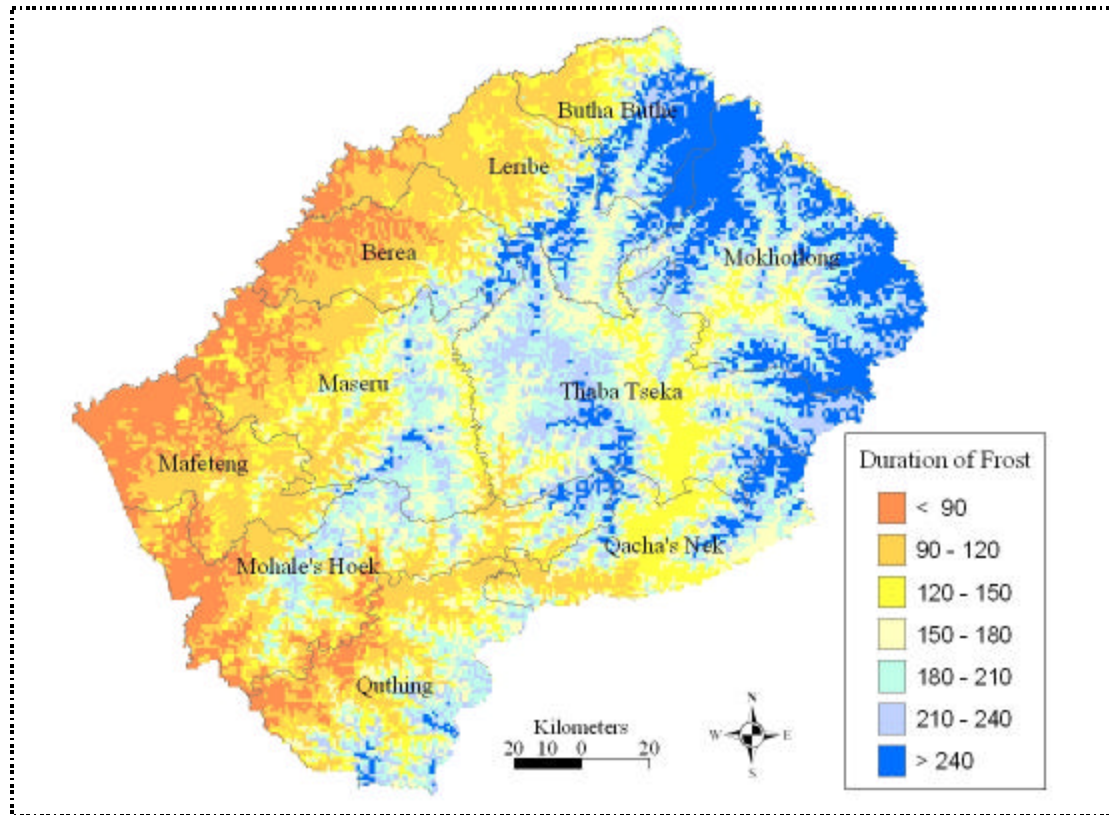 Butha Buthe
Leribe
Berea
Mokhotlong
Maseru
Thaba Tseka
Mafeteng
Qacha's Nek
Mohale's Hoek
Quthing
Duration of Frost
< 90
90 - 120
120 - 150
150 - 180
180 - 210
210 - 240
> 240
Kilometers
20 10 0 20
N
W E
S